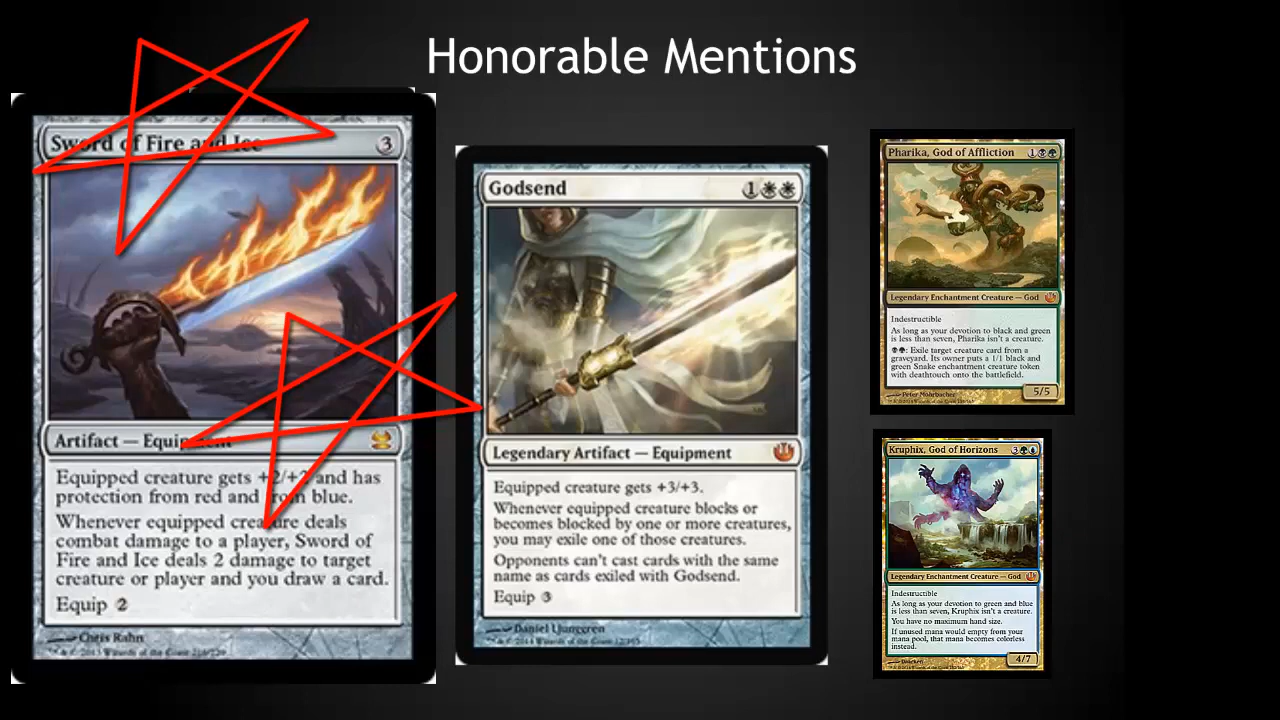 Honorable Mentions
Sword of Fire and Ice 3
Artifact — Equipment
Equipped creature gets +2/+2 and has
protection from red and from blue.
Whenever equipped creature deals
combat damage to a player, Sword of
Fire and Ice deals 2 damage to target
creature or player and you draw a card.
Equip 2
Chris Rahn
Godsend 1
Legendary Artifact — Equipment
Equipped creature gets +3/+3.
Whenever equipped creature blocks or
becomes blocked by one or more creatures,
you may exile one of those creatures.
Opponents can't cast cards with the same
name as cards exiled with Godsend.
Equip 3
Daniel Ljunggren
Pharika, God of Affliction 1
Legendary Enchantment Creature — God
Indestructible
As long as your devotion to black and green
is less than seven, Pharika isn't a creature.
: Exile target creature card from a
graveyard. Its owner puts a 1/1 black and
green Snake enchantment creature token
with deathtouch onto the battlefield.
5/5
Peter Mohrbacher
Kruphix, God of Horizons 3
Legendary Enchantment Creature — God
Indestructible
As long as your devotion to green and blue
is less than seven, Kruphix isn't a creature.
You have no maximum hand size.
If unused mana would empty from your
mana pool, that mana becomes colorless
instead.
4/7